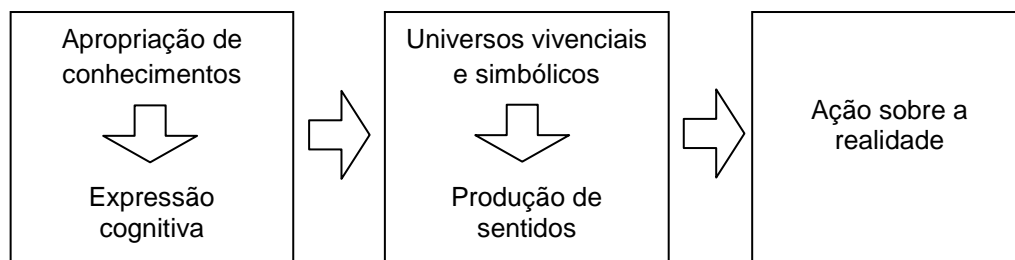 Apropriação de
conhecimentos
Expressão
cognitiva
Universos vivenciais
e simbólicos
Produção de
sentidos
Ação sobre a
realidade